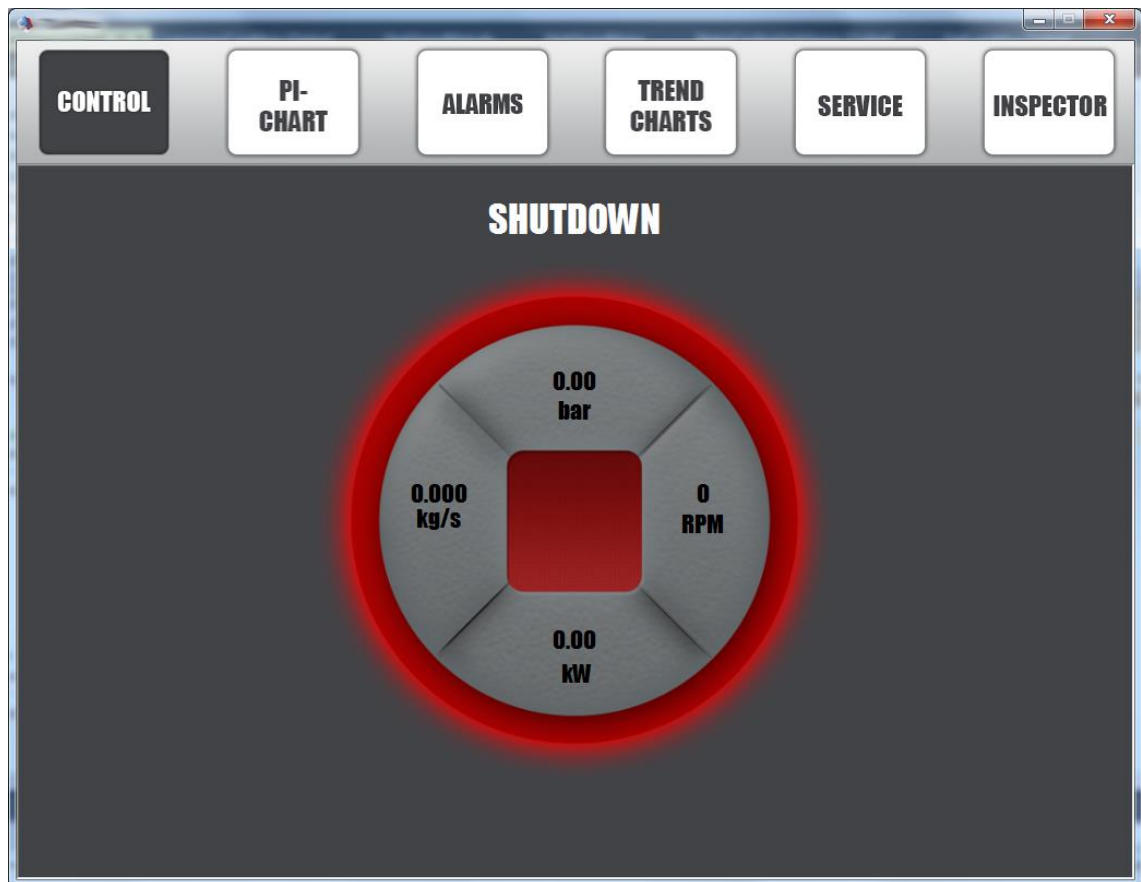 CONTROL
PI-
CHART
ALARMS
TREND
CHARTS
SERVICE
INSPECTOR
SHUTDOWN
0.00
bar
0.000
kg/s
0
RPM
0.00
kW